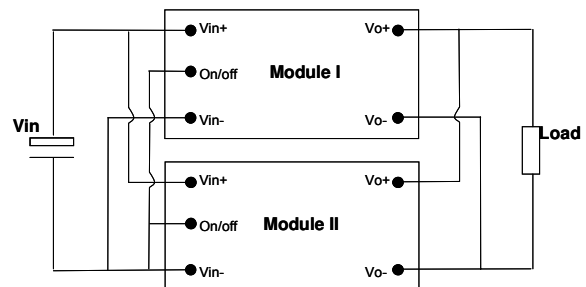 Vin+
Vo+
On/off
Module I
Vin
Vin-
Vo-
Load
Vin+
Vo+
On/off
Module II
Vin-
Vo-